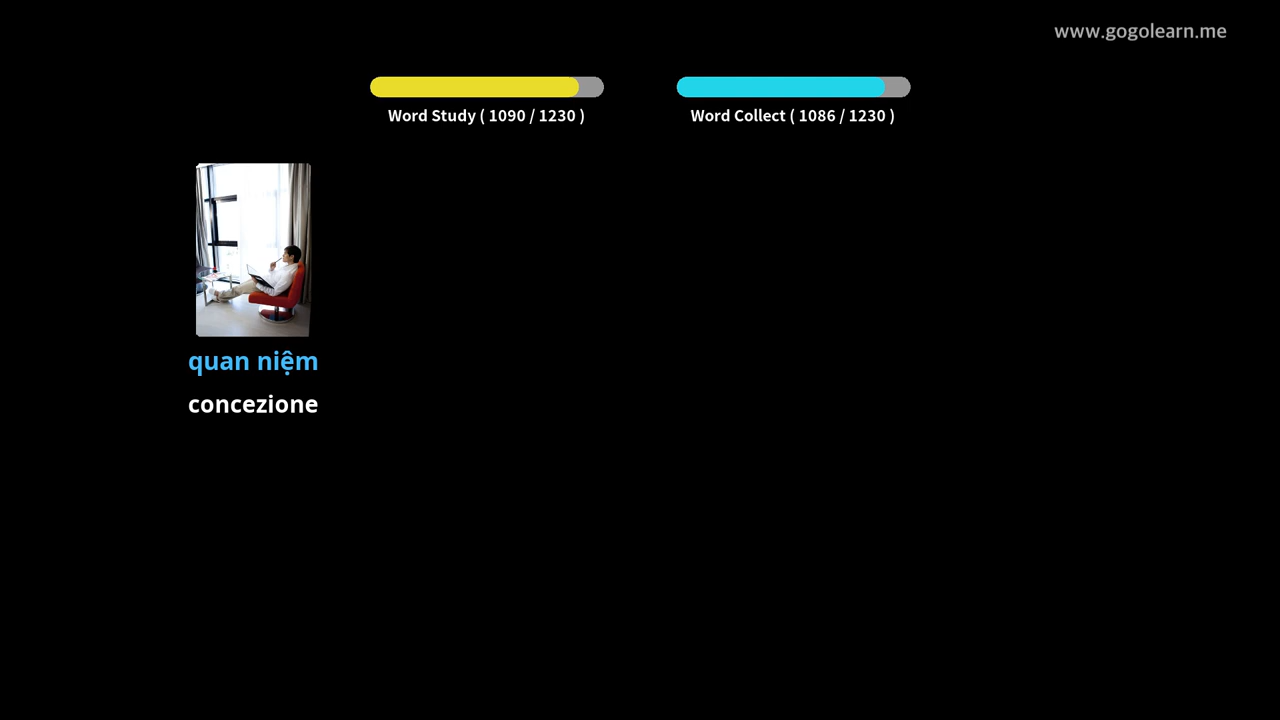 www.gogolearn.me
Word Study ( 1090 / 1230 )
Word Collect ( 1086 / 1230 )
quan niệm
concezione